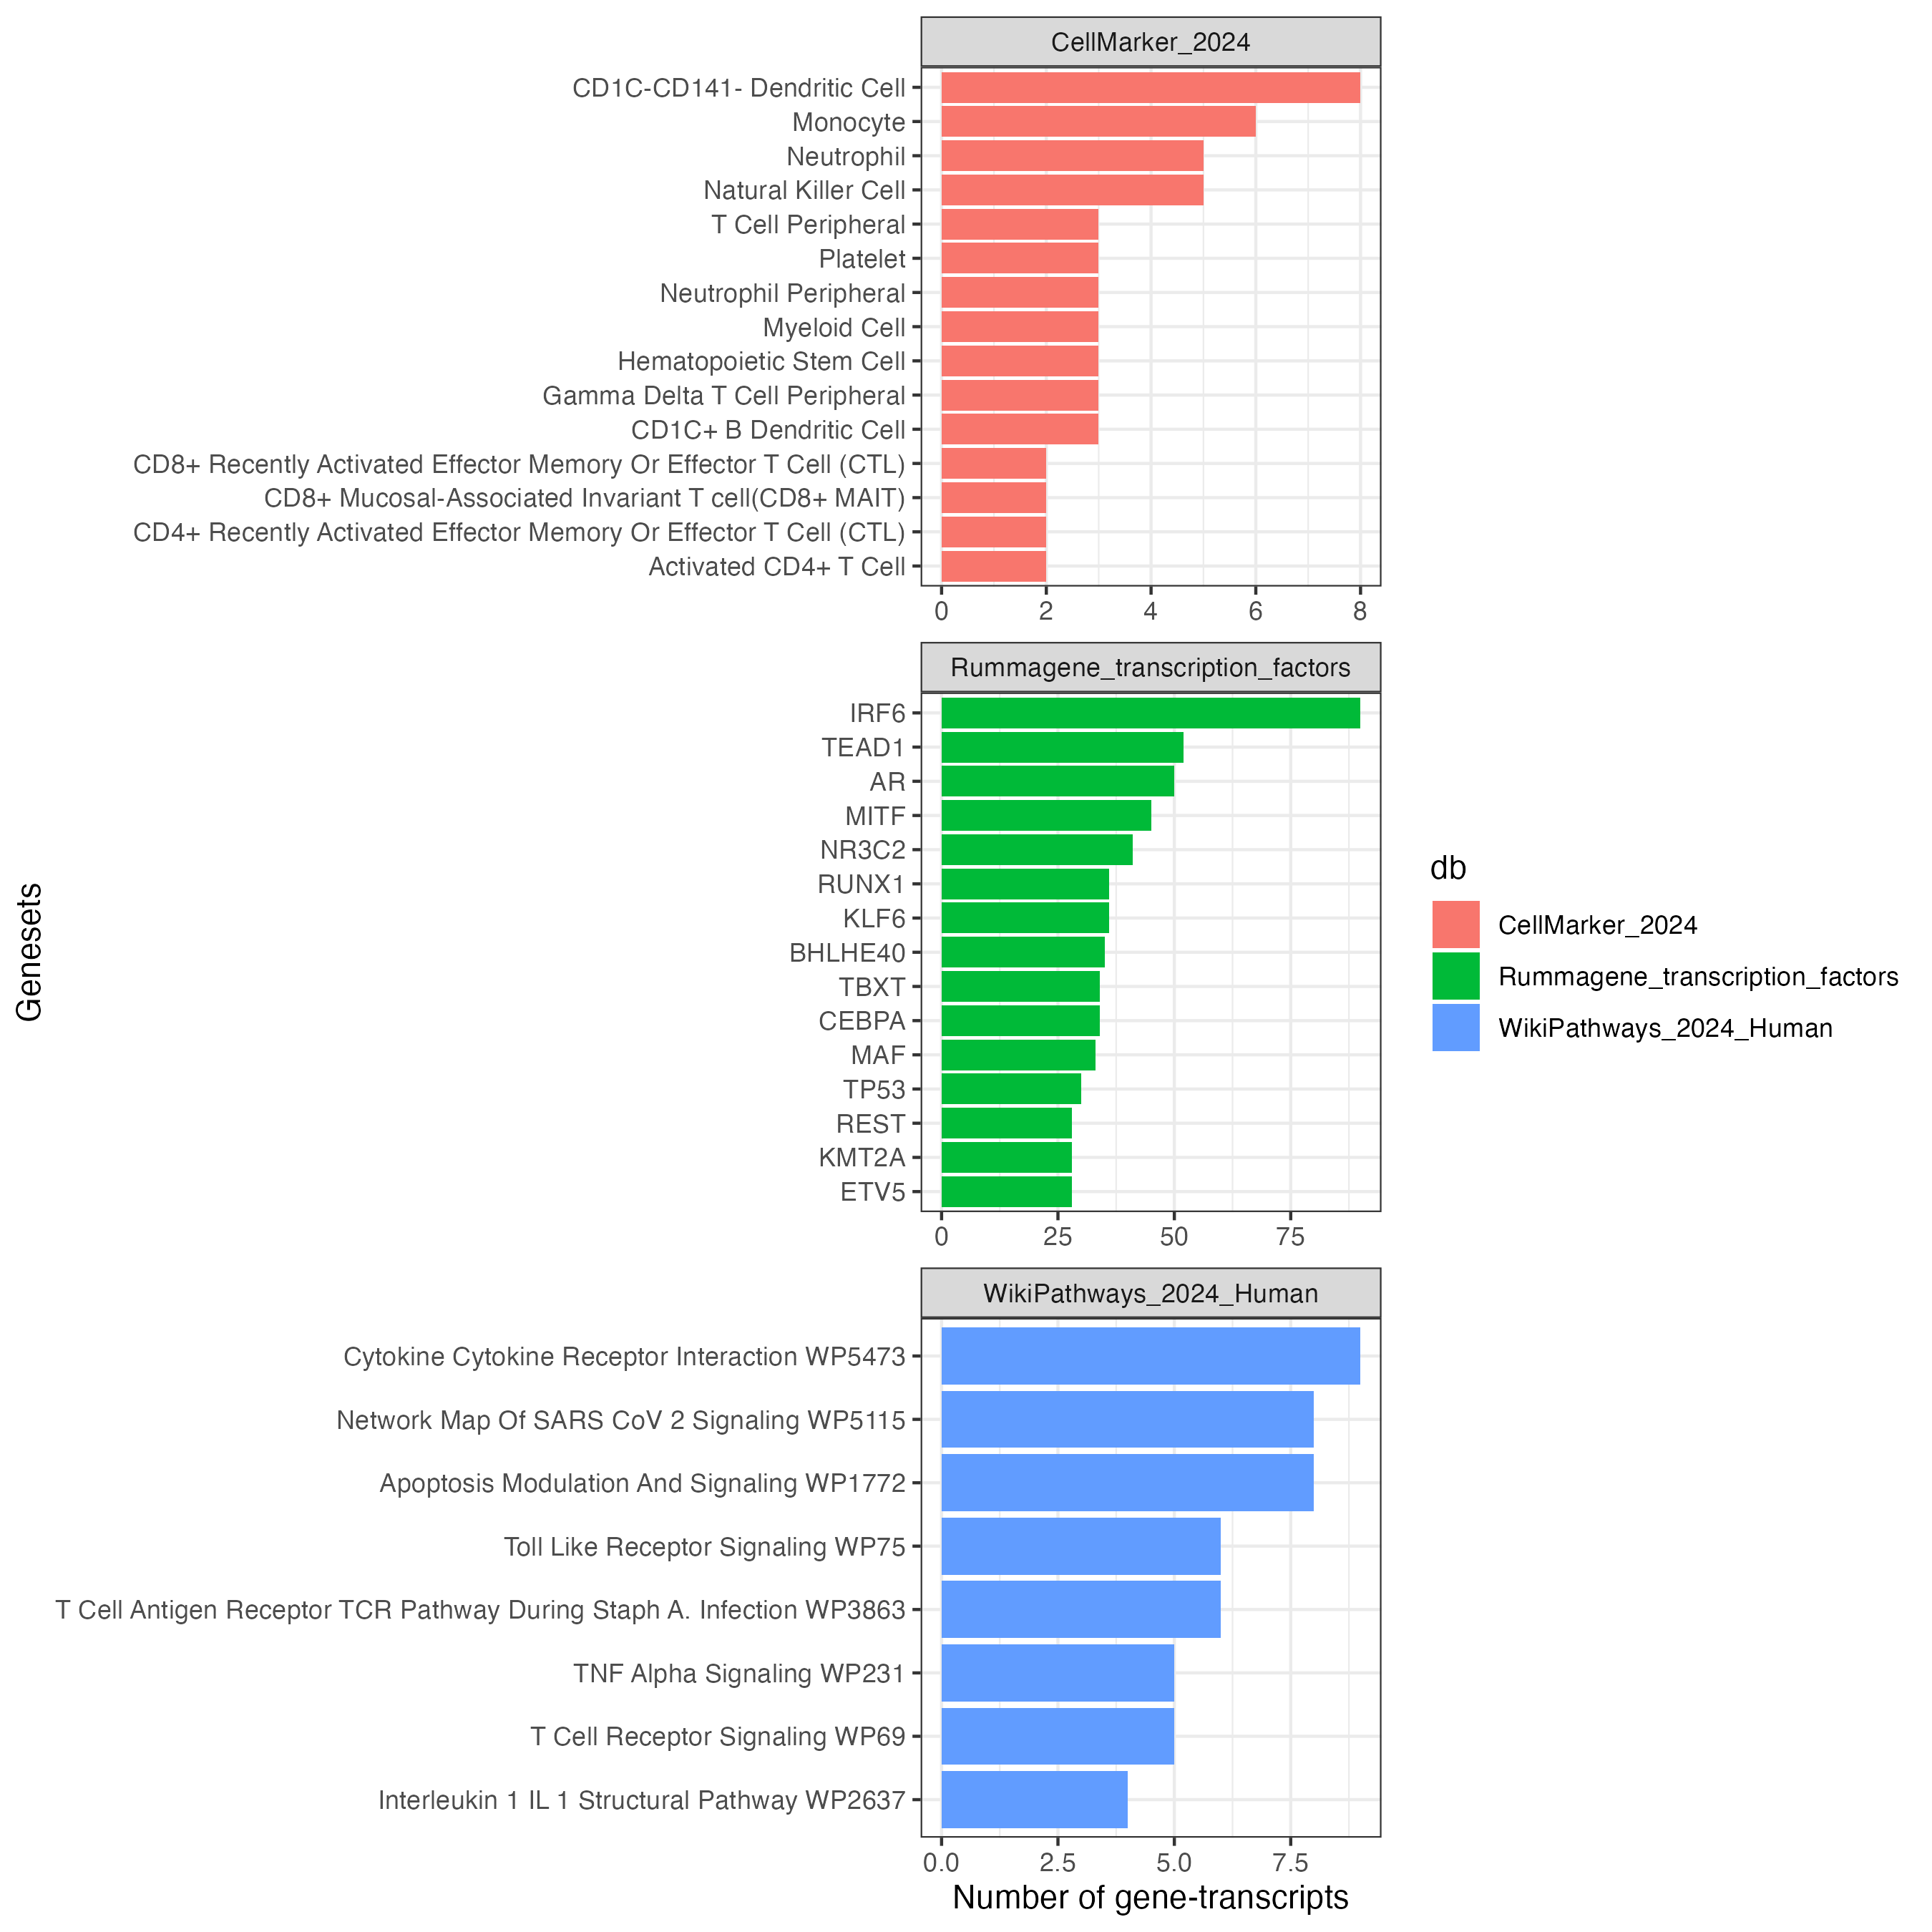 CellMarker_2024
CD1C-CD141- Dendritic Cell
Monocyte
Neutrophil
Natural Killer Cell
T Cell Peripheral
Platelet
Neutrophil Peripheral
Myeloid Cell
Hematopoietic Stem Cell
Gamma Delta T Cell Peripheral
CD1C+ B Dendritic Cell
CD8+ Recently Activated Effector Memory Or Effector T Cell (CTL)
CD8+ Mucosal-Associated Invariant T cell(CD8+ MAIT)
CD4+ Recently Activated Effector Memory Or Effector T Cell (CTL)
Activated CD4+ T Cell
0 2 4 6 8
Rummagene_transcription_factors
IRF6
TEAD1
AR
MITF
NR3C2
RUNX1
KLF6
BHLHE40
TBXT
CEBPA
MAF
TP53
REST
KMT2A
ETV5
0 25 50 75
WikiPathways_2024_Human
Cytokine Cytokine Receptor Interaction WP5473
Network Map Of SARS CoV 2 Signaling WP5115
Apoptosis Modulation And Signaling WP1772
Toll Like Receptor Signaling WP75
T Cell Antigen Receptor TCR Pathway During Staph A. Infection WP3863
TNF Alpha Signaling WP231
T Cell Receptor Signaling WP69
Interleukin 1 IL 1 Structural Pathway WP2637
0.0 2.5 5.0 7.5
Number of gene-transcripts
Genesets
db
CellMarker_2024
Rummagene_transcription_factors
WikiPathways_2024_Human